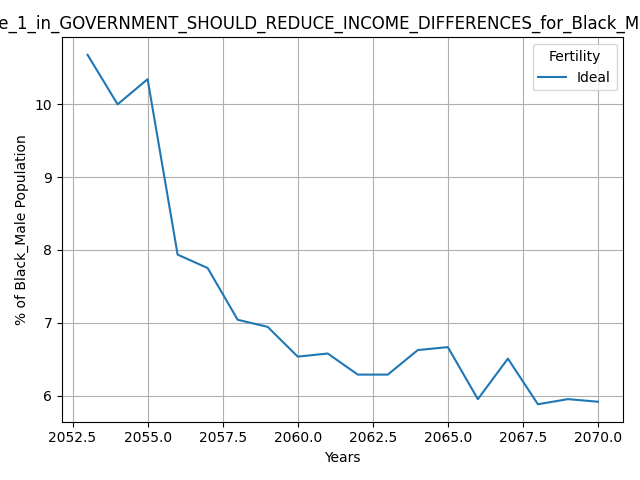 e_1_in_GOVERNMENT_SHOULD_REDUCE_INCOME_DIFFERENCES_for_Black_M
Fertility
Ideal
% of Black_Male Population
10
9
8
7
6
2052.5 2055.0 2057.5 2060.0 2062.5 2065.0 2067.5 2070.0
Years